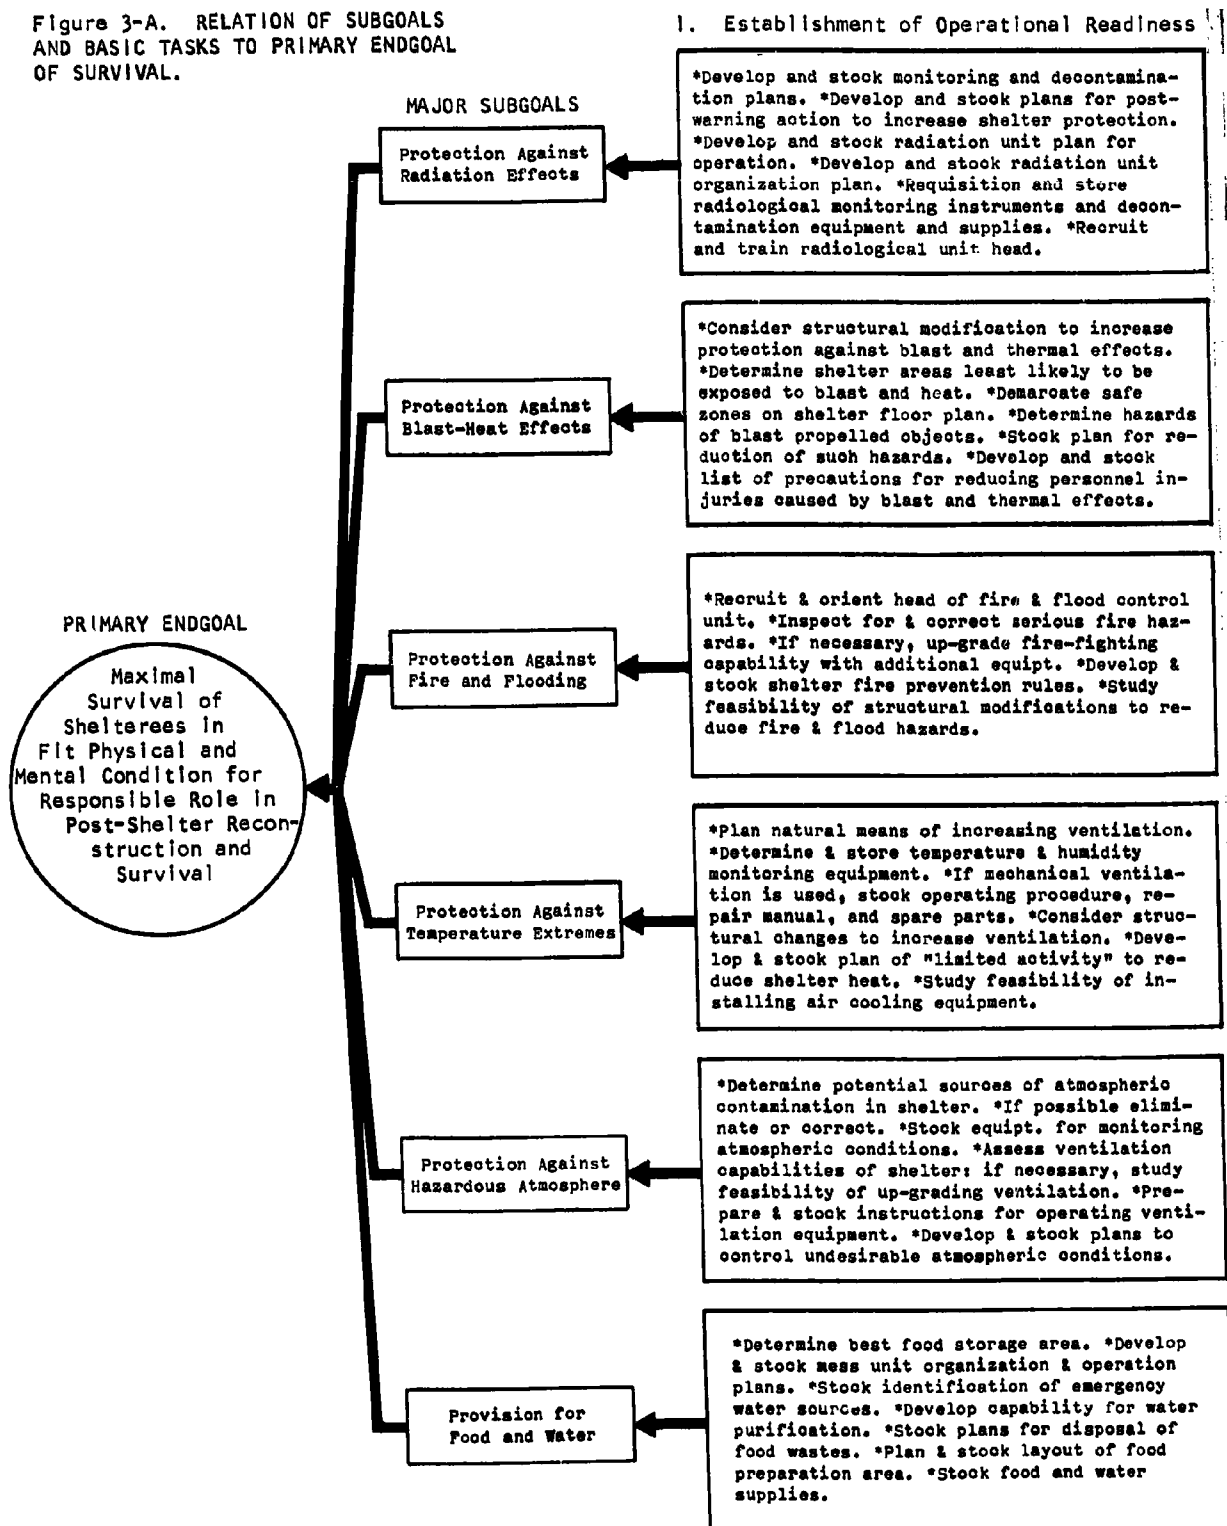 Figure 3-A. RELATION OF SUBGOALS
AND BASIC TASKS TO PRIMARY ENDGOAL
OF SURVIVAL.
I. Establishment of Operational Readiness
MAJOR SUBGOALS
Protection Against
Radiation Effects
*Develop and stock monitoring and decontamina-
tion plans. *Develop and stock plans for post-
warning action to increase shelter protection.
*Develop and stock radiation unit plan for
operation. *Develop and stock radiation unit
organization plan. *Requisition and store
radiological monitoring instruments and decon-
tamination equipment and supplies. *Recruit
and train radiological unit head.
Protection Against
Blast-Heat Effects
*Consider structural modification to increase
protection against blast and thermal effects.
*Determine shelter areas least likely to be
exposed to blast and heat. *Demarcate safe
zones on shelter floor plan. *Determine hazards
of blast propelled objects. *Stock plan for re-
duction of such hazards. *Develop and stock
list of precautions for reducing personnel in-
juries caused by blast and thermal effects.
Protection Against
Fire and Flooding
*Recruit & orient head of fire & flood control
unit. *Inspect for & correct serious fire haz-
ards. *If necessary, up-grade fire-fighting
capability with additional equipt. *Develop &
stock shelter fire prevention rules. *Study
feasibility of structural modifications to re-
duce fire & flood hazards.
PRIMARY ENDGOAL
Maximal
Survival of
Shelterees in
Fit Physical and
Mental Condition for
Responsible Role in
Post-Shelter Recon-
struction and
Survival
Protection Against
Temperature Extremes
*Plan natural means of increasing ventilation.
*Determine & store temperature & humidity
monitoring equipment. *If mechanical ventila-
tion is used, stock operating procedure, re-
pair manual, and spare parts. *Consider struc-
tural changes to increase ventilation. *Deve-
lop & stock plan of "limited activity" to re-
duce shelter heat. *Study feasibility of in-
stalling air cooling equipment.
Protection Against
Hazardous Atmosphere
*Determine potential sources of atmospheric
contamination in shelter. *If possible elimi-
nate or correct. *Stock equipt. for monitoring
atmospheric conditions. *Assess ventilation
capabilities of shelter: if necessary, study
feasibility of up-grading ventilation. *Pre-
pare & stock instructions for operating venti-
lation equipment. *Develop & stock plans to
control undesirable atmospheric conditions.
Provision for
Food and Water
*Determine best food storage area. *Develop
& stock mess unit organization & operation
plans. *Stock identification of emergency
water sources. *Develop capability for water
purification. *Stock plans for disposal of
food wastes. *Plan & stock layout of food
preparation area. *Stock food and water
supplies.